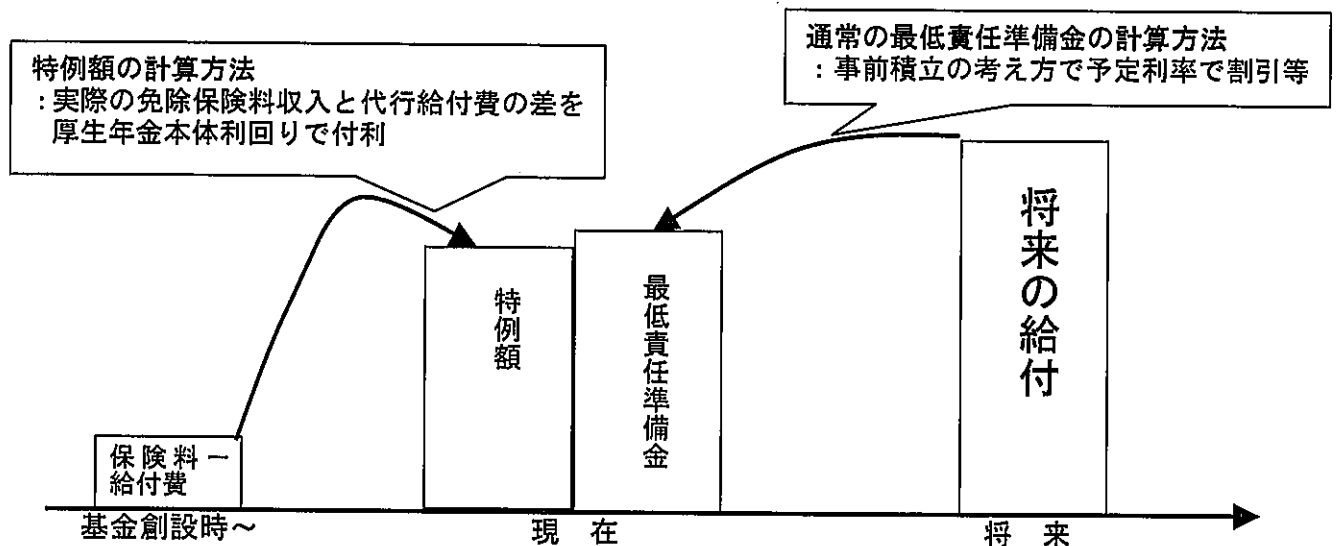 特例額の計算方法
：実際の免除保険料収入と代行給付費の差を
厚生年金本体利回りで付利
通常の最低責任準備金の計算方法
：事前積立の考え方で予定利率で割引等
特例額
最低責任準備金
将来の給付
保険料－
給付費
基金創設時～
現　在
将　来